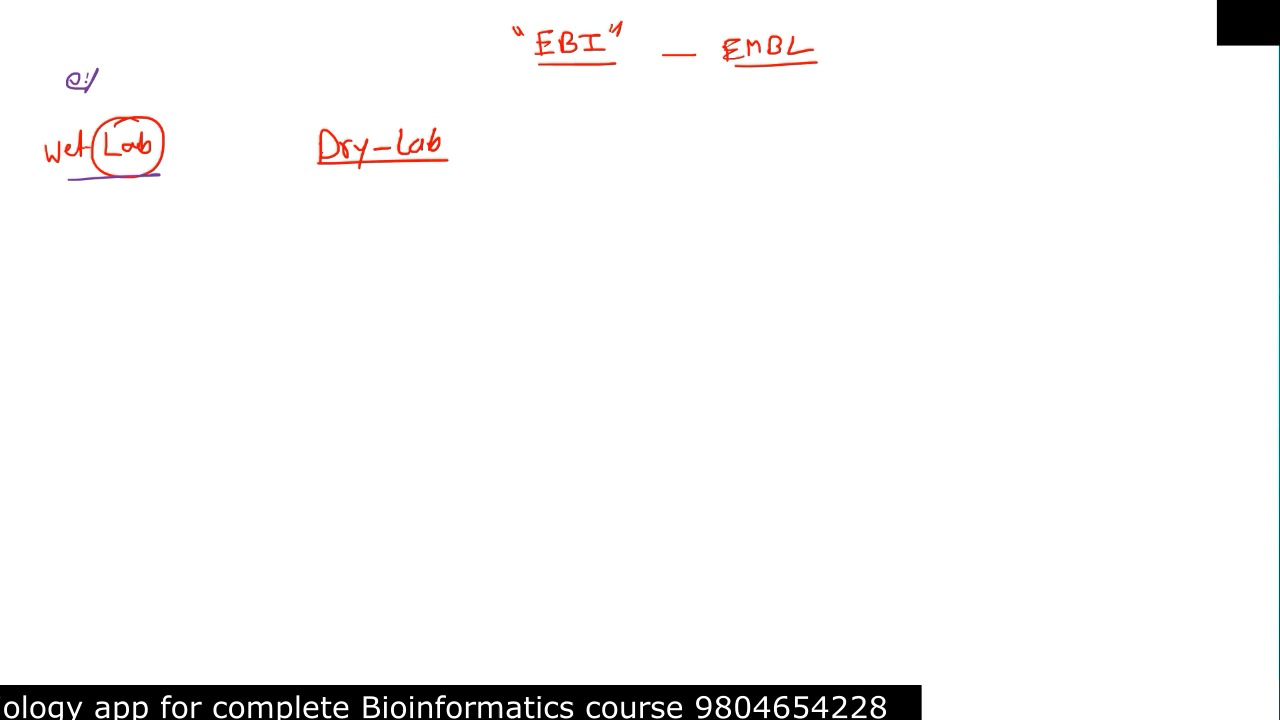 "EBI" — EMBL
Wet-Lab Dry-Lab
ology app for complete Bioinformatics course 9804654228